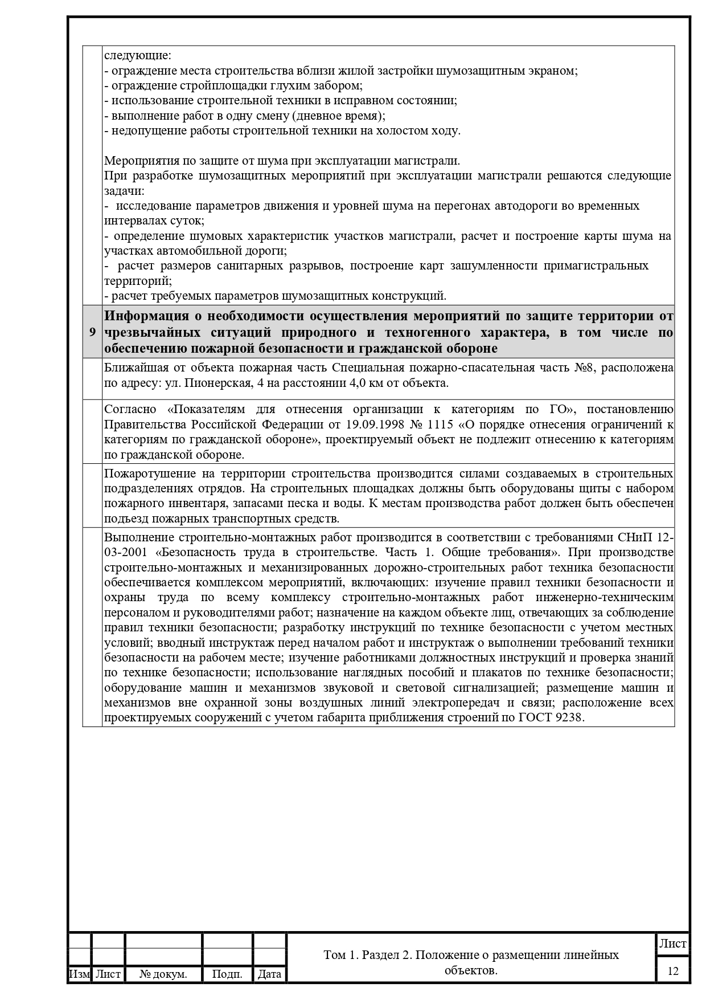 следующие:
- ограждение места строительства вблизи жилой застройки шумозащитным экраном;
- ограждение стройплощадки глухим забором;
- использование строительной техники в исправном состоянии;
- выполнение работ в одну смену (дневное время);
- недопущение работы строительной техники на холостом ходу.
Мероприятия по защите от шума при эксплуатации магистрали.
При разработке шумозащитных мероприятий при эксплуатации магистрали решаются следующие
задачи:
- исследование параметров движения и уровней шума на перегонах автодороги во временных
интервалах суток;
- определение шумовых характеристик участков магистрали, расчет и построение карты шума на
участках автомобильной дороги;
- расчет размеров санитарных разрывов, построение карт зашумленности примагистральных
территорий;
- расчет требуемых параметров шумозащитных конструкций.
Информация о необходимости осуществления мероприятий по защите территории от
9 чрезвычайных ситуаций природного и техногенного характера, в том числе по
обеспечению пожарной безопасности и гражданской обороне
Ближайшая от объекта пожарная часть Специальная пожарно-спасательная часть №8, расположена
по адресу: ул. Пионерская, 4 на расстоянии 4,0 км от объекта.
Согласно «Показателям для отнесения организации к категориям по ГО», постановлению
Правительства Российской Федерации от 19.09.1998 № 1115 «О порядке отнесения ограничений к
категориям по гражданской обороне», проектируемый объект не подлежит отнесению к категориям
по гражданской обороне.
Пожаротушение на территории строительства производится силами создаваемых в строительных
подразделениях отрядов. На строительных площадках должны быть оборудованы щиты с набором
пожарного инвентаря, запасами песка и воды. К местам производства работ должен быть обеспечен
подъезд пожарных транспортных средств.
Выполнение строительно-монтажных работ производится в соответствии с требованиями СНиП 12-
03-2001 «Безопасность труда в строительстве. Часть 1. Общие требования». При производстве
строительно-монтажных и механизированных дорожно-строительных работ техника безопасности
обеспечивается комплексом мероприятий, включающих: изучение правил техники безопасности и
охраны труда по всему комплексу строительно-монтажных работ инженерно-техническим
персоналом и руководителями работ; назначение на каждом объекте лиц, отвечающих за соблюдение
правил техники безопасности; разработку инструкций по технике безопасности с учетом местных
условий; вводный инструктаж перед началом работ и инструктаж о выполнении требований техники
безопасности на рабочем месте; изучение работниками должностных инструкций и проверка знаний
по технике безопасности; использование наглядных пособий и плакатов по технике безопасности;
оборудование машин и механизмов звуковой и световой сигнализацией; размещение машин и
механизмов вне охранной зоны воздушных линий электропередач и связи; расположение всех
проектируемых сооружений с учетом габарита приближения строений по ГОСТ 9238.
Изм Лист № докум. Подп. Дата
Том 1. Раздел 2. Положение о размещении линейных
объектов.
Лист
12